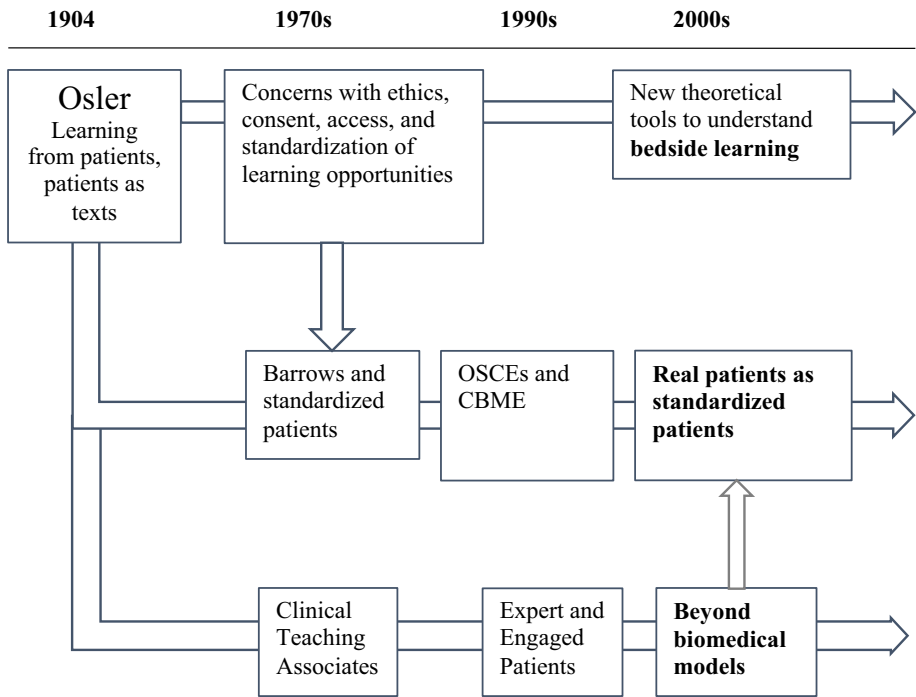 1904 1970s 1990s 2000s
Osler
Learning
from patients,
patients as
texts
Concerns with ethics,
consent, access, and
standardization of
learning opportunities
New theoretical
tools to understand
bedside learning
Barrows and
standardized
patients
OSCEs and
CBME
Real patients as
standardized
patients
Clinical
Teaching
Associates
Expert and
Engaged
Patients
Beyond
biomedical
models